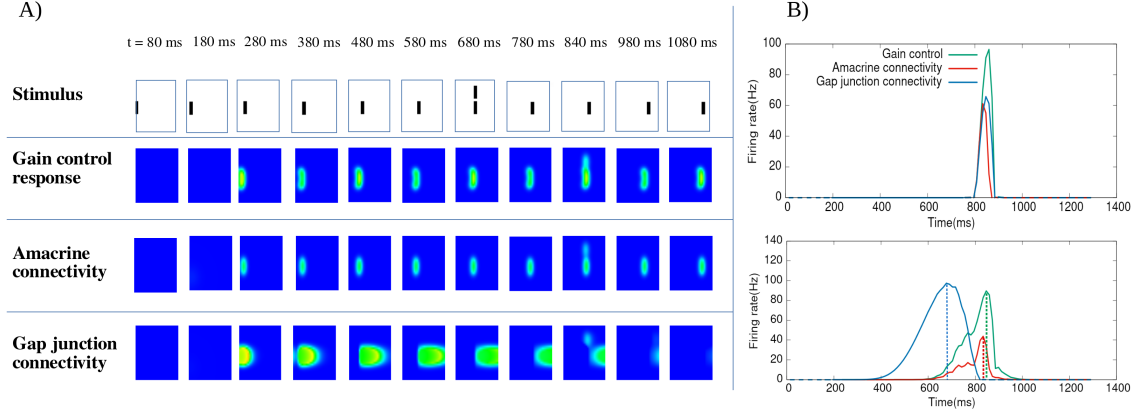 A)
B)
t = 80 ms 180 ms 280 ms 380 ms 480 ms 580 ms 680 ms 780 ms 840 ms 980 ms 1080 ms
Stimulus
Gain control
response
Amacrine
connectivity
Gap junction
connectivity
Firing rate(Hz)
100
80
60
40
20
0
Gain control
Amacrine connectivity
Gap junction connectivity
0 200 400 600 800 1000 1200 1400
Time(ms)
Firing rate(Hz)
140
120
100
80
60
40
20
0
0 200 400 600 800 1000 1200 1400
Time(ms)